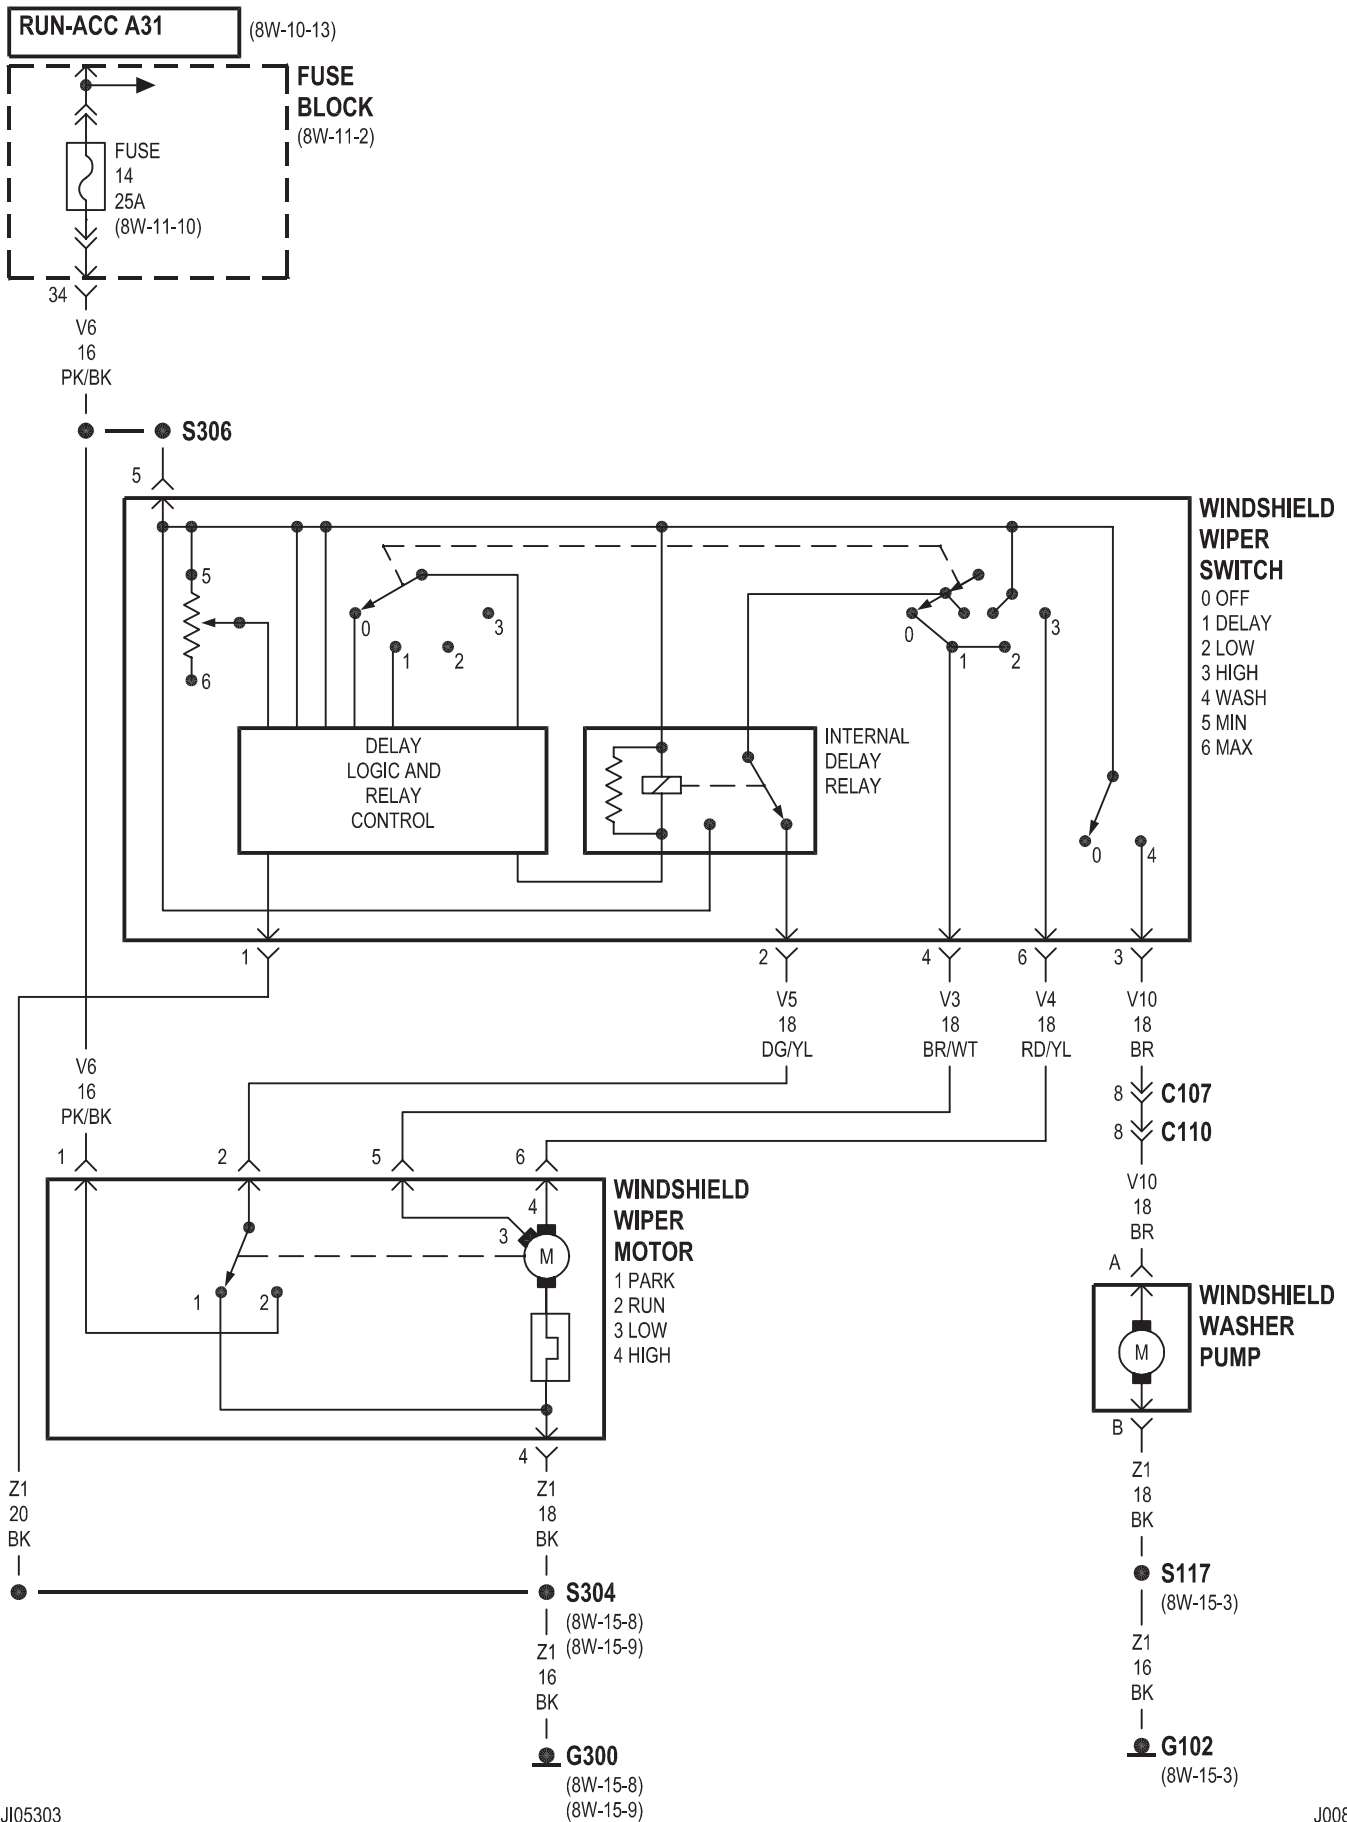 RUN-ACC A31
(8W-10-13)
FUSE
BLOCK
(8W-11-2)
FUSE
14
25A
(8W-11-10)
34
V6
16
PK/BK
S306
5
WINDSHIELD
WIPER
SWITCH
0 OFF
1 DELAY
2 LOW
3 HIGH
4 WASH
5 MIN
6 MAX
5
6
0
1
2
3
0
1
2
3
DELAY
LOGIC AND
RELAY
CONTROL
INTERNAL
DELAY
RELAY
0
4
1
2
4
6
3
V5
18
DG/YL
V3
18
BR/WT
V4
18
RD/YL
V10
18
BR
8
C107
8
C110
V10
18
BR
V6
16
PK/BK
1
2
5
6
WINDSHIELD
WIPER
MOTOR
1 PARK
2 RUN
3 LOW
4 HIGH
4
3
M
1
2
4
A
WINDSHIELD
WASHER
PUMP
M
B
Z1
20
BK
Z1
18
BK
S304
(8W-15-8)
(8W-15-9)
Z1
16
BK
G300
(8W-15-8)
(8W-15-9)
Z1
18
BK
S117
(8W-15-3)
Z1
16
BK
G102
(8W-15-3)
JI05303